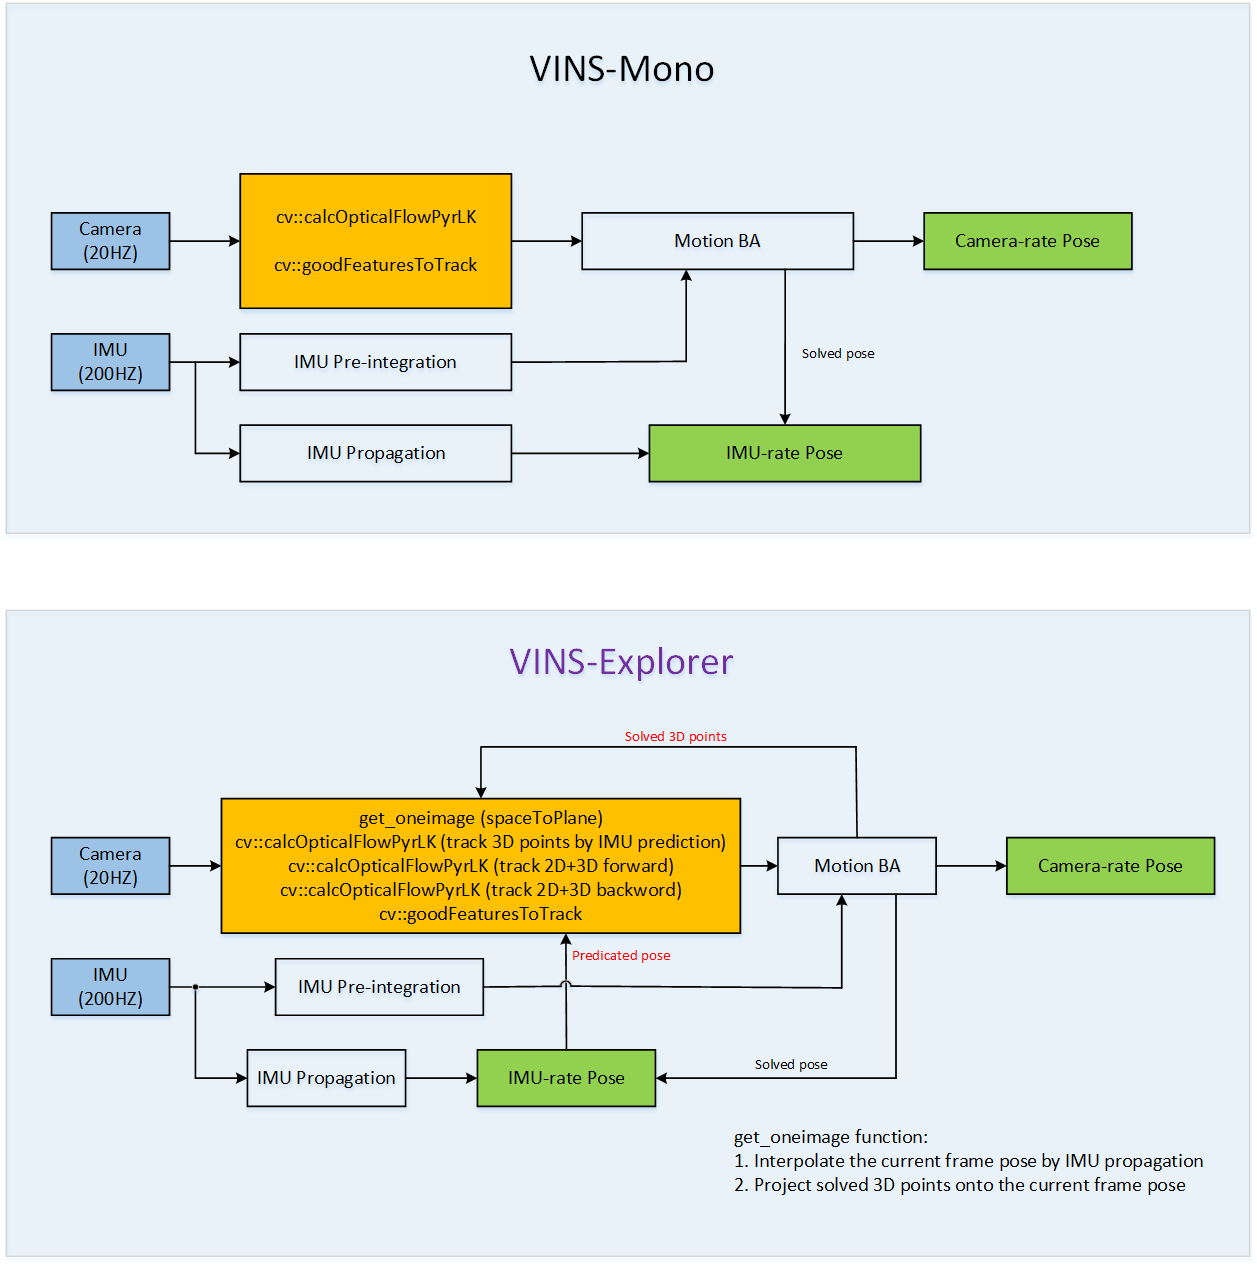 VINS-Mono
Camera
(20HZ)
cv::calcOpticalFlowPyrLK
cv::goodFeaturesToTrack
Motion BA
Camera-rate Pose
IMU
(200HZ)
IMU Pre-integration
Solved pose
IMU Propagation
IMU-rate Pose
VINS-Explorer
Solved 3D points
Camera
(20HZ)
get_oneimage (spaceToPlane)
cv::calcOpticalFlowPyrLK (track 3D points by IMU prediction)
cv::calcOpticalFlowPyrLK (track 2D+3D forward)
cv::calcOpticalFlowPyrLK (track 2D+3D backword)
cv::goodFeaturesToTrack
Motion BA
Camera-rate Pose
Predicated pose
IMU
(200HZ)
IMU Pre-integration
IMU Propagation
IMU-rate Pose
Solved pose
get_oneimage function:
1. Interpolate the current frame pose by IMU propagation
2. Project solved 3D points onto the current frame pose